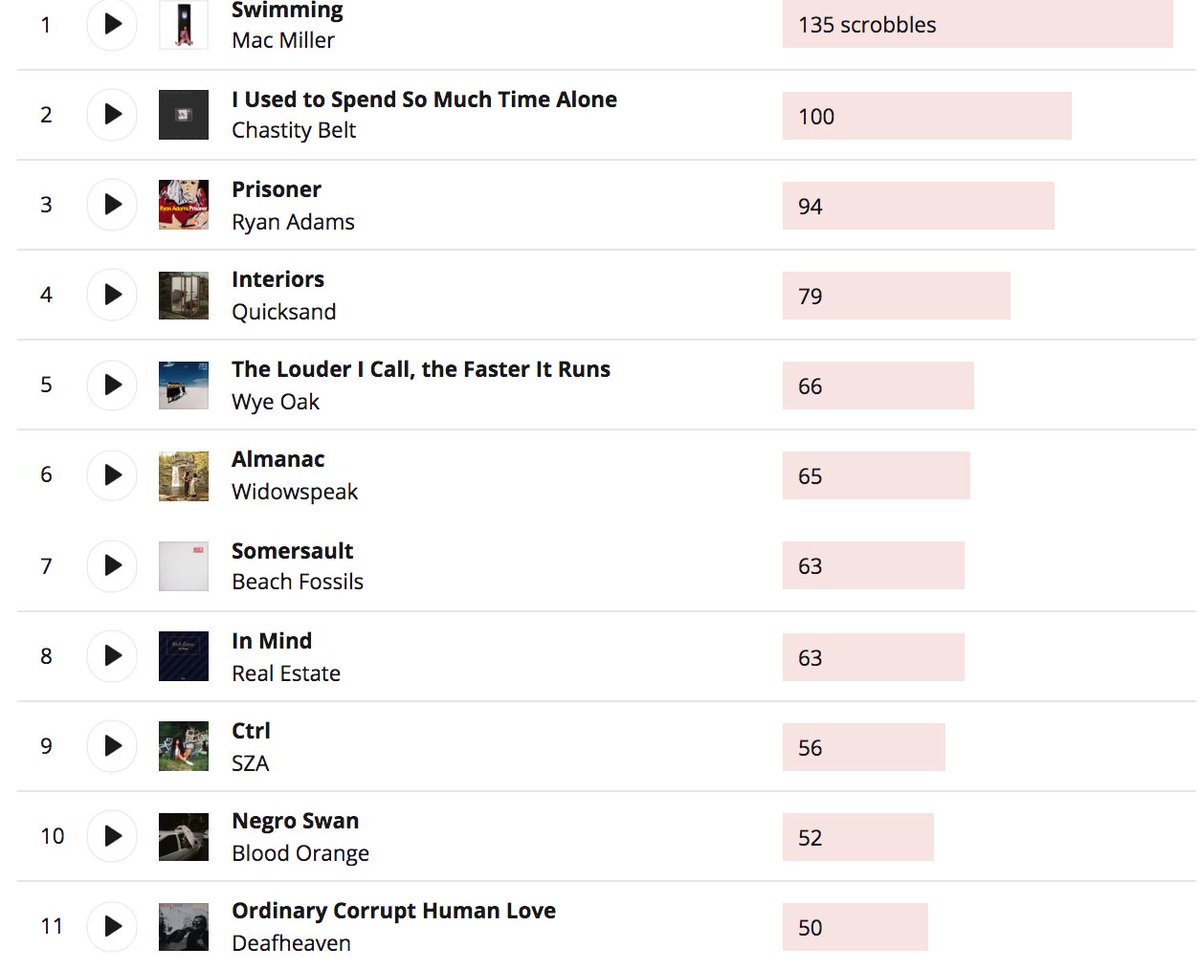 1
Swimming
Mac Miller
135 scrobbles
2
I Used to Spend So Much Time Alone
Chastity Belt
100
3
Ryan Adams Prisoner
Prisoner
Ryan Adams
94
4
Interiors
Quicksand
79
5
The Louder I Call, the Faster It Runs
Wye Oak
66
6
Almanac
Widowspeak
65
7
Somersault
Beach Fossils
63
8
In Mind
Real Estate
63
9
Ctrl
SZA
56
10
Negro Swan
Blood Orange
52
11
Ordinary Corrupt Human Love
Deafheaven
50